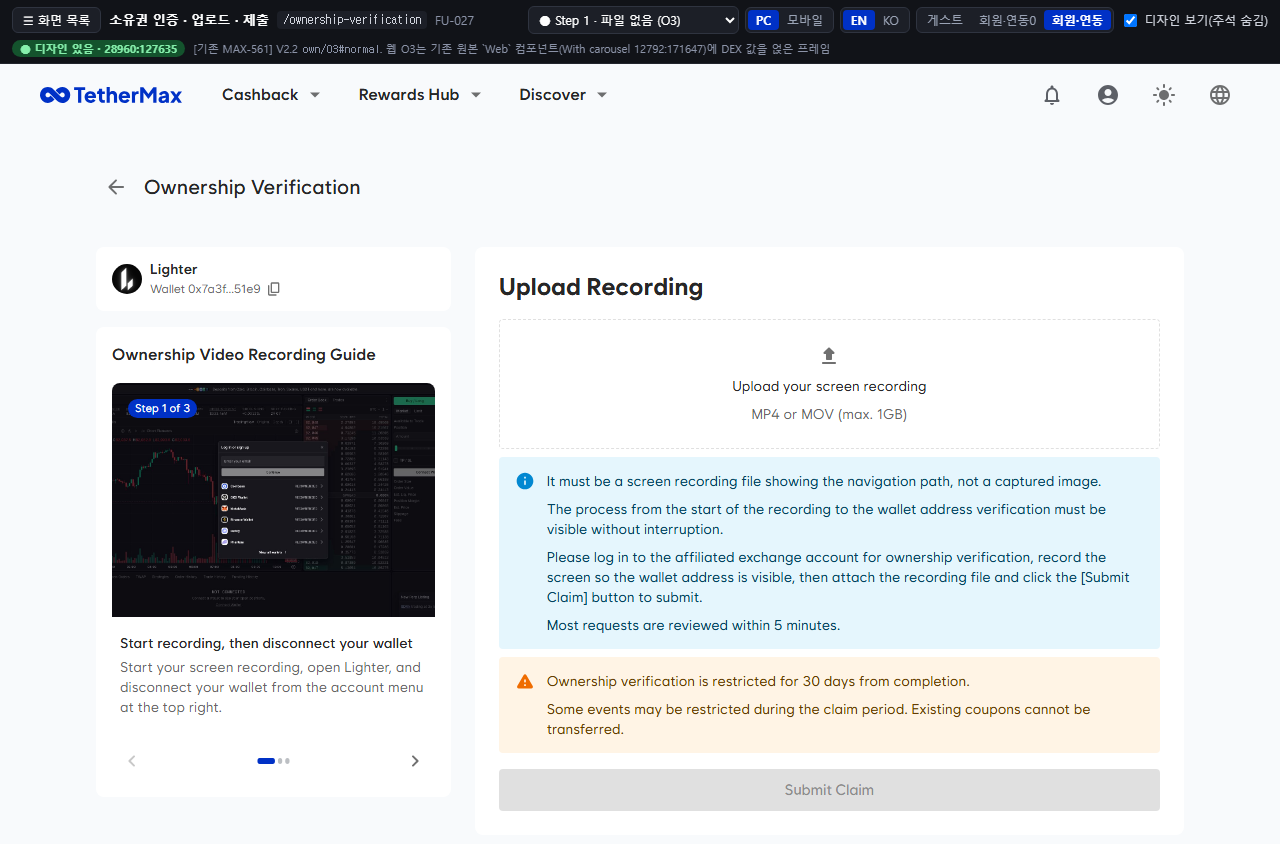 ☰ 화면 목록 소유권 인증 · 업로드 · 제출 /ownership-verification FU-027 ● Step 1 · 파일 없음 (O3) PC 모바일 EN KO 게스트 회원·연동0 회원·연동 디자인 보기(주석 숨김)
● 디자인 있음 · 28960:127635 [기존 MAX-561] V2.2 own/O3#normal. 웹 O3는 기존 원본 `Web` 컴포넌트(With carousel 12792:171647)에 DEX 값을 얹은 프레임
TetherMax Cashback Rewards Hub Discover
Ownership Verification
Lighter
Wallet 0x7a3f...51e9
Ownership Video Recording Guide
Step 1 of 3
Log in or sign up
Start recording, then disconnect your wallet
Start your screen recording, open Lighter, and
disconnect your wallet from the account menu
at the top right.
Upload Recording
Upload your screen recording
MP4 or MOV (max. 1GB)
It must be a screen recording file showing the navigation path, not a captured image.
The process from the start of the recording to the wallet address verification must be
visible without interruption.
Please log in to the affiliated exchange account for ownership verification, record the
screen so the wallet address is visible, then attach the recording file and click the [Submit
Claim] button to submit.
Most requests are reviewed within 5 minutes.
Ownership verification is restricted for 30 days from completion.
Some events may be restricted during the claim period. Existing coupons cannot be
transferred.
Submit Claim